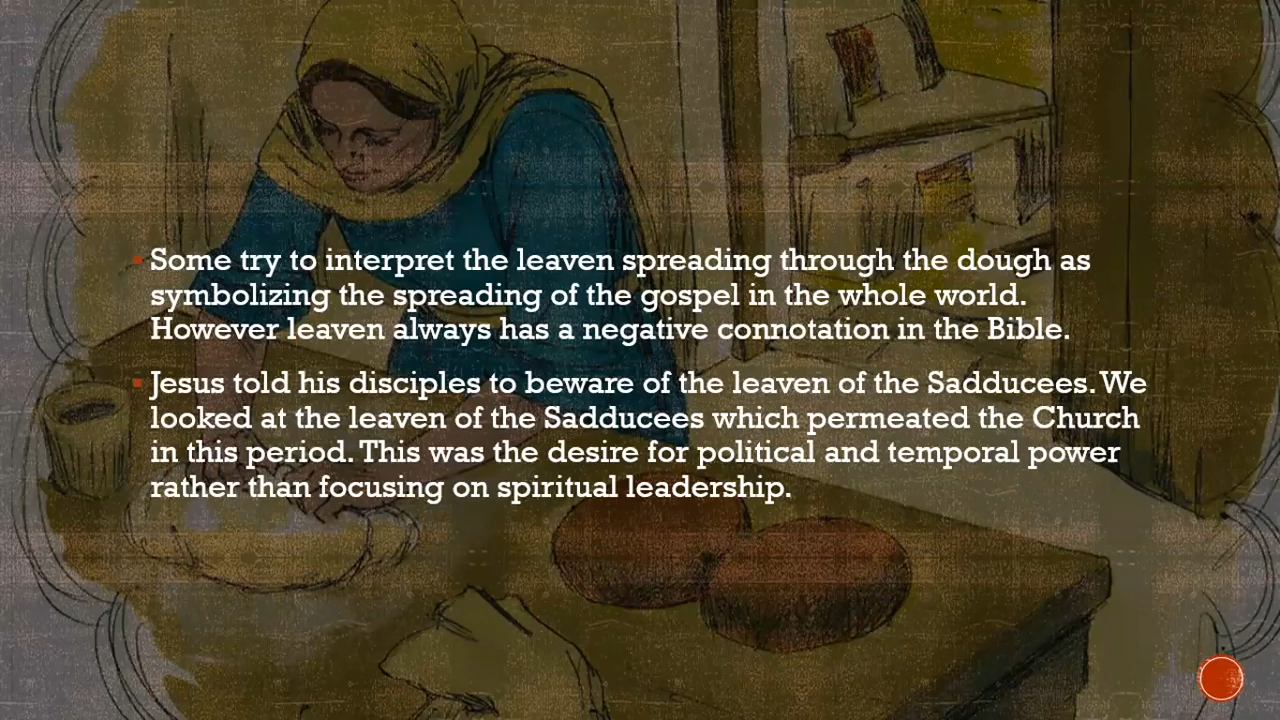 Some try to interpret the leaven spreading through the dough as
symbolizing the spreading of the gospel in the whole world.
However leaven always has a negative connotation in the Bible.
Jesus told his disciples to beware of the leaven of the Sadducees. We
looked at the leaven of the Sadducees which permeated the Church
in this period. This was the desire for political and temporal power
rather than focusing on spiritual leadership.